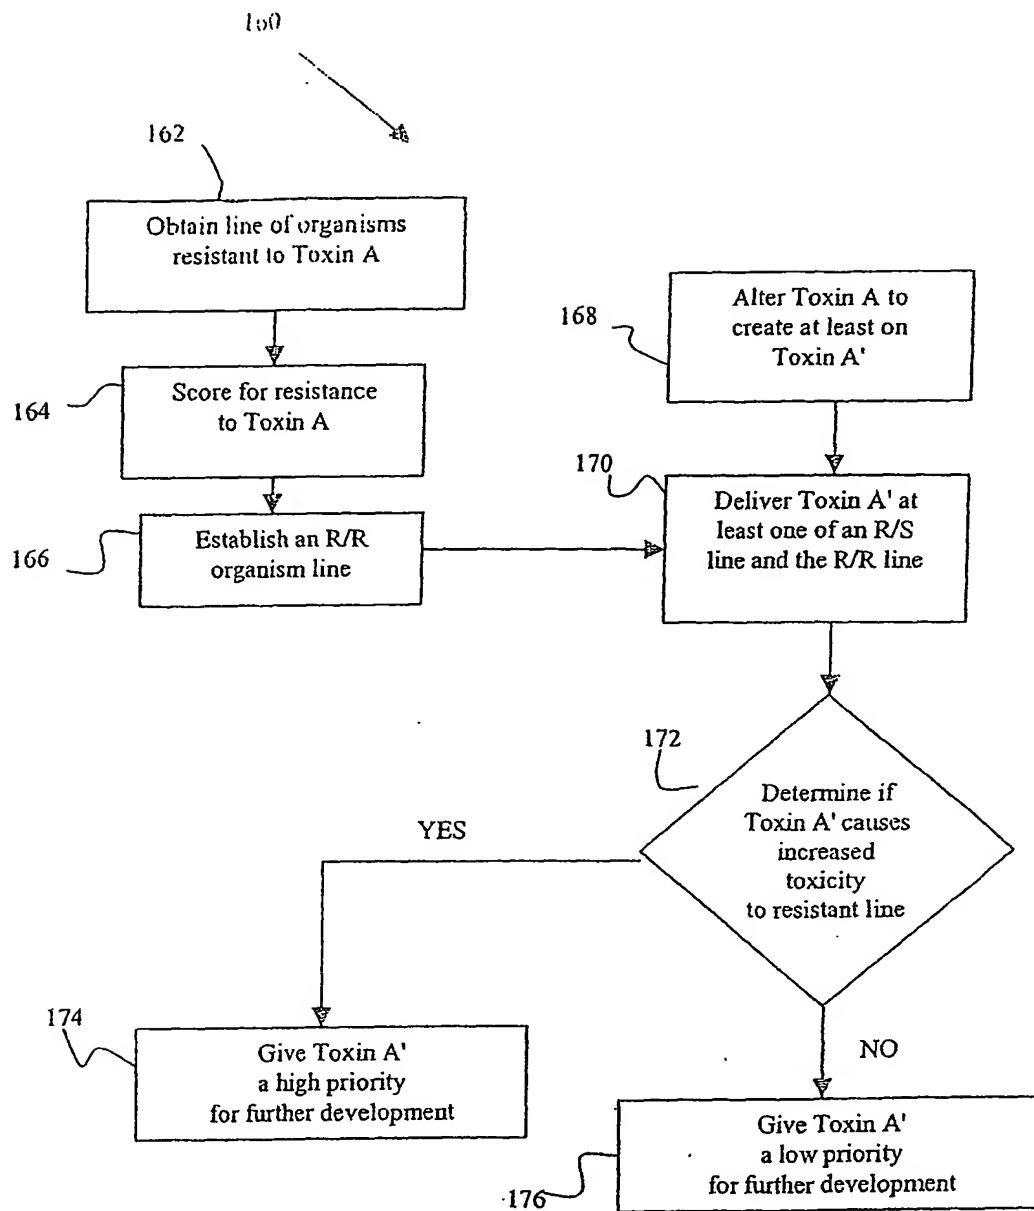 160
162
Obtain line of organisms
resistant to Toxin A
164
Score for resistance
to Toxin A
166
Establish an R/R
organism line
168
Alter Toxin A to
create at least on
Toxin A'
170
Deliver Toxin A' at
least one of an R/S
line and the R/R line
172
Determine if
Toxin A' causes
increased
toxicity
to resistant line
YES
174
Give Toxin A'
a high priority
for further development
NO
176
Give Toxin A'
a low priority
for further development